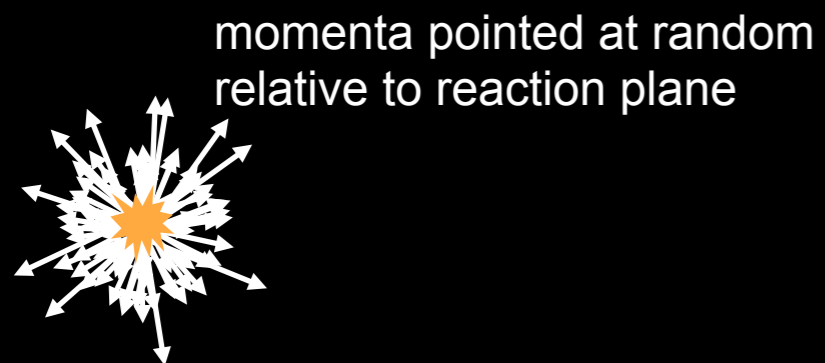 momenta pointed at random
relative to reaction plane